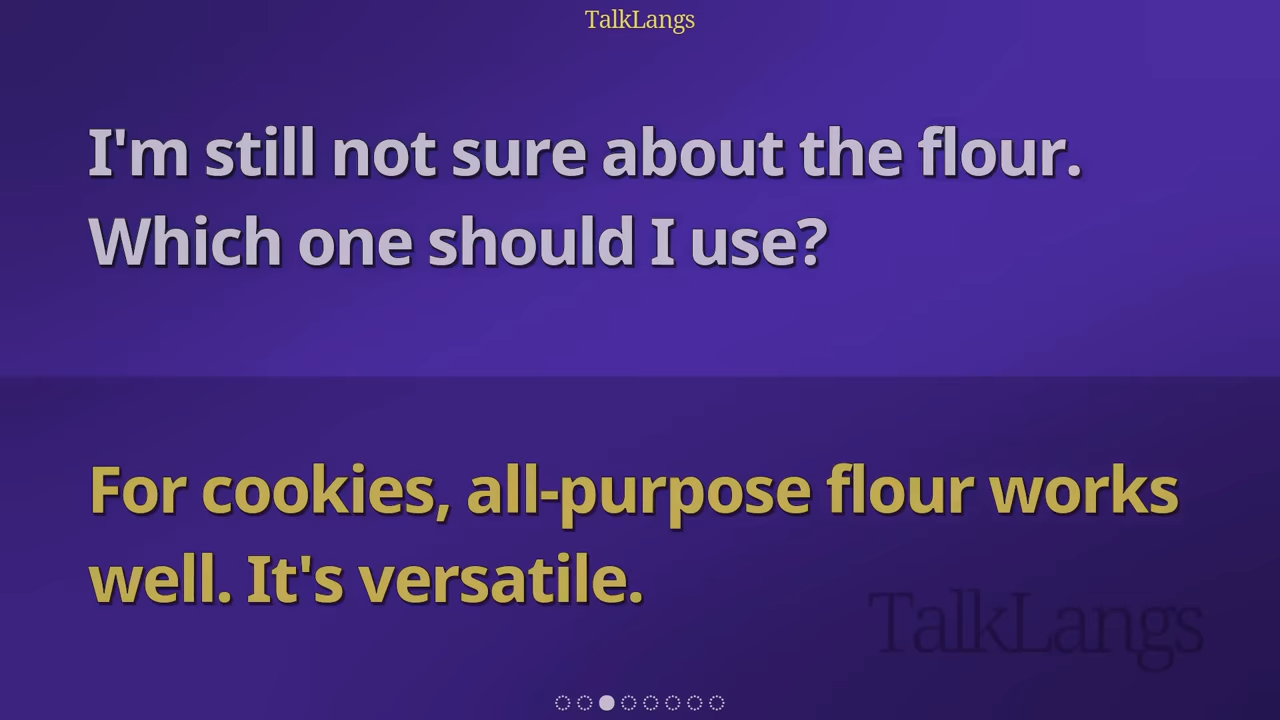 TalkLangs
I'm still not sure about the flour.
Which one should I use?
For cookies, all-purpose flour works
well. It's versatile.
TalkLangs